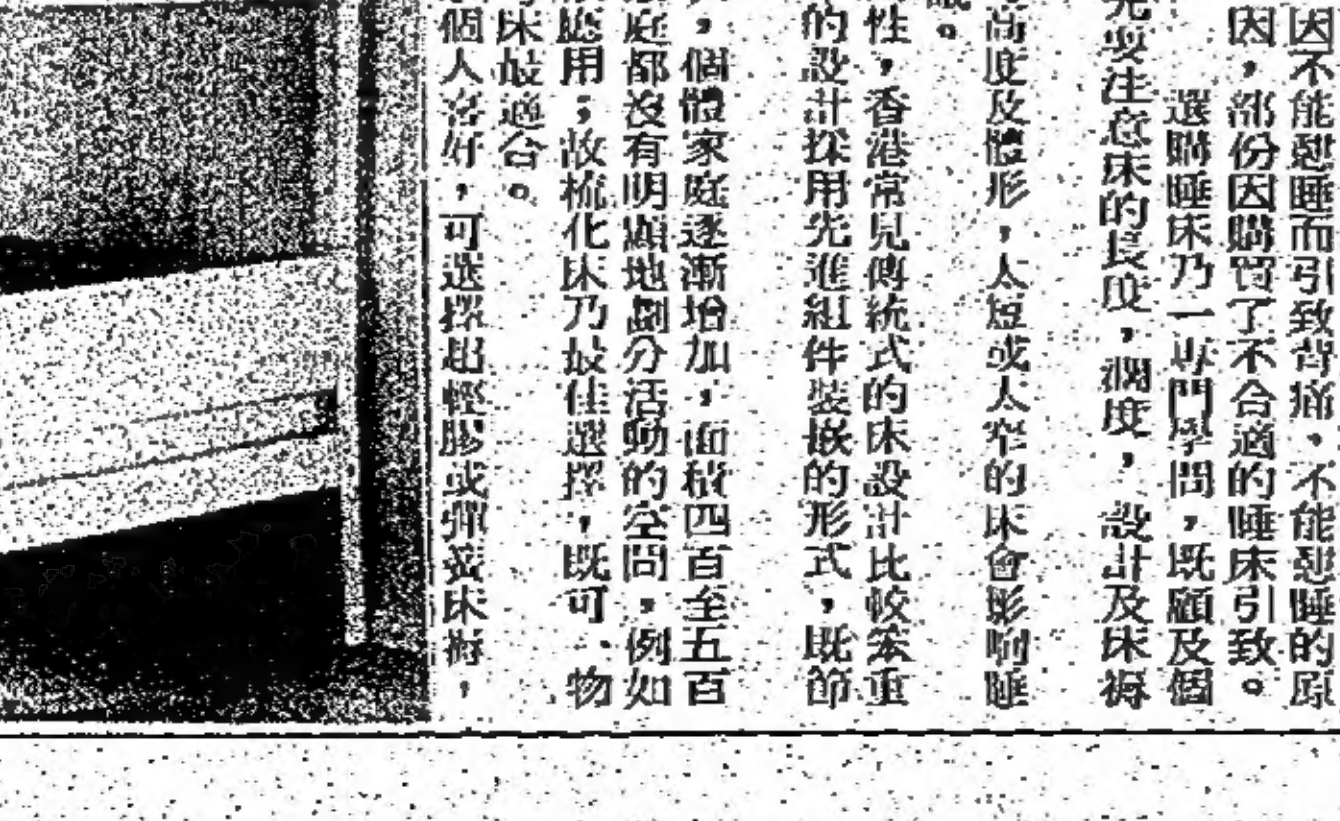 因不能熟睡而引致背痛。不能熟睡的原
因，部份因購買了不合適的睡床引致。
選購睡床乃一專門學問，既顧及個
先要注意床的長度，濶度，設計及床褥
高度及體形，太短或太窄的床會影响睡
眠。
性，香港常見傳統式的床設計比較笨重
的設計採用先進組件裝嵌的形式，既節
，個體家庭逐漸增加，面積四百至五百
庭都沒有明顯地劃分活動的空間，例如
應用；故梳化床乃最佳選擇，既可、物
床最適合。
個人喜好，可選擇超輕膠或彈簧床褥，